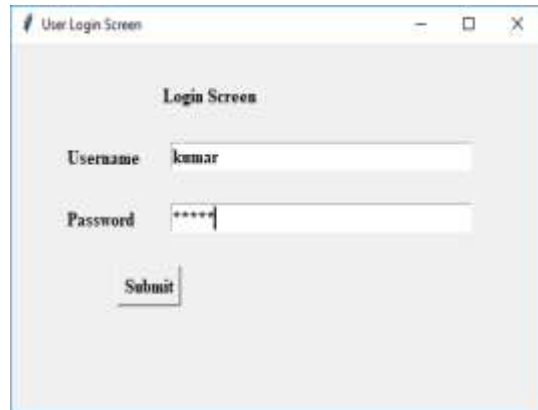 User Login Screen
Login Screen
Username kumar
Password *****
Submit